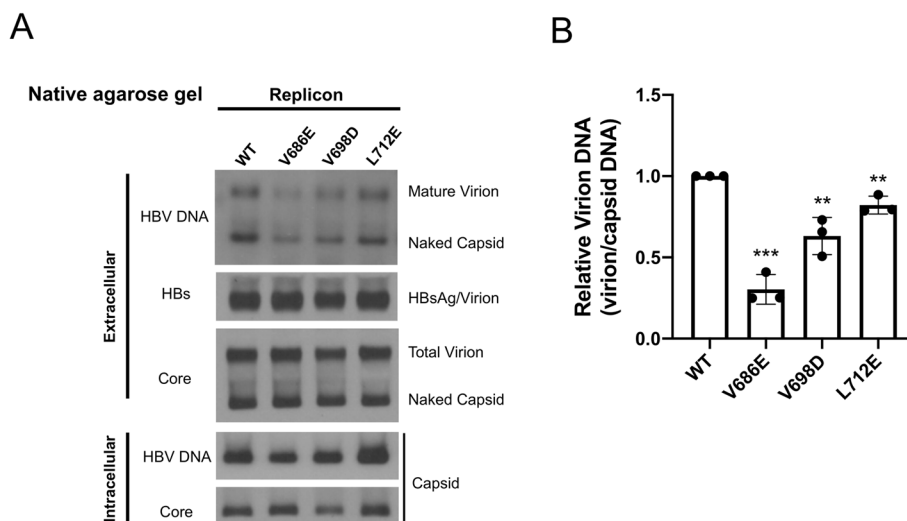 A
Native agarose gel
Replicon
WT
V686E
V698D
L712E
Extracellular
HBV DNA
Mature Virion
Naked Capsid
HBs
HBsAg/Virion
Core
Total Virion
Naked Capsid
Intracellular
HBV DNA
Capsid
Core
B
Relative Virion DNA
(virion/capsid DNA)
1.5
1.0
0.5
0.0
***
**
**
WT
V686E
V698D
L712E